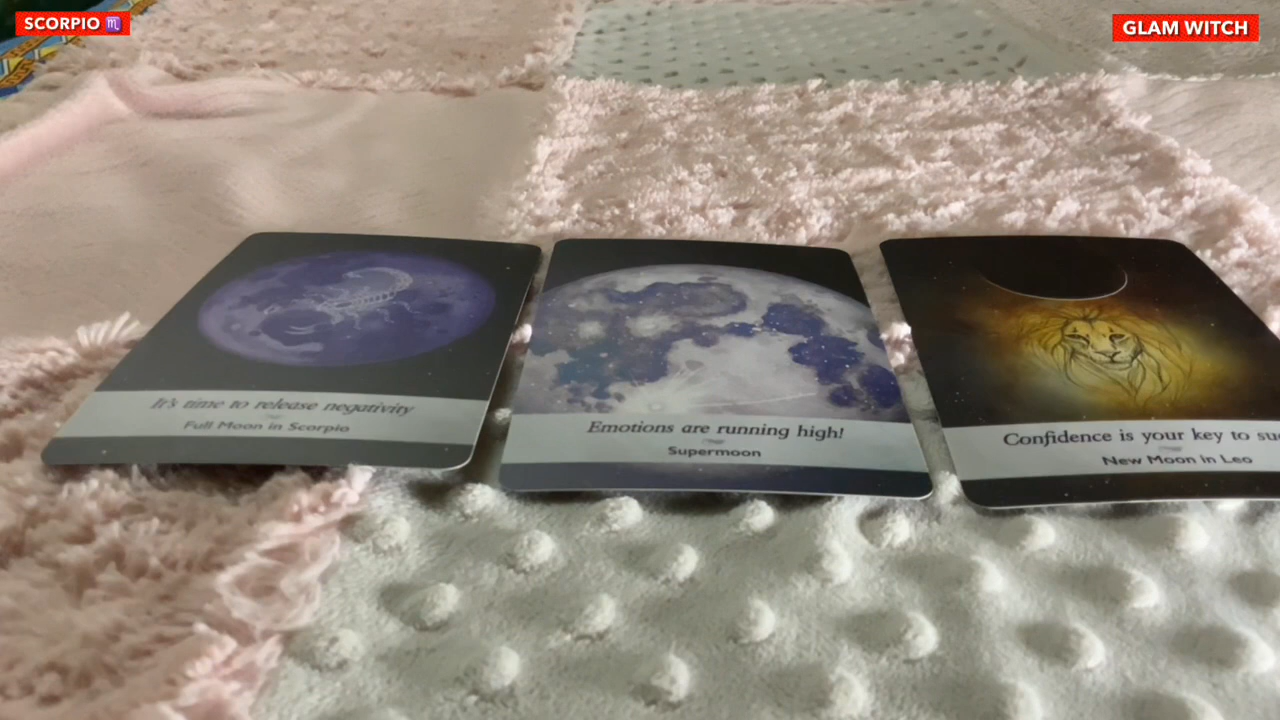 SCORPIO ♏
GLAM WITCH
It's time to release negativity
Full Moon in Scorpio
Emotions are running high!
Supermoon
Confidence is your key to
New Moon in Leo